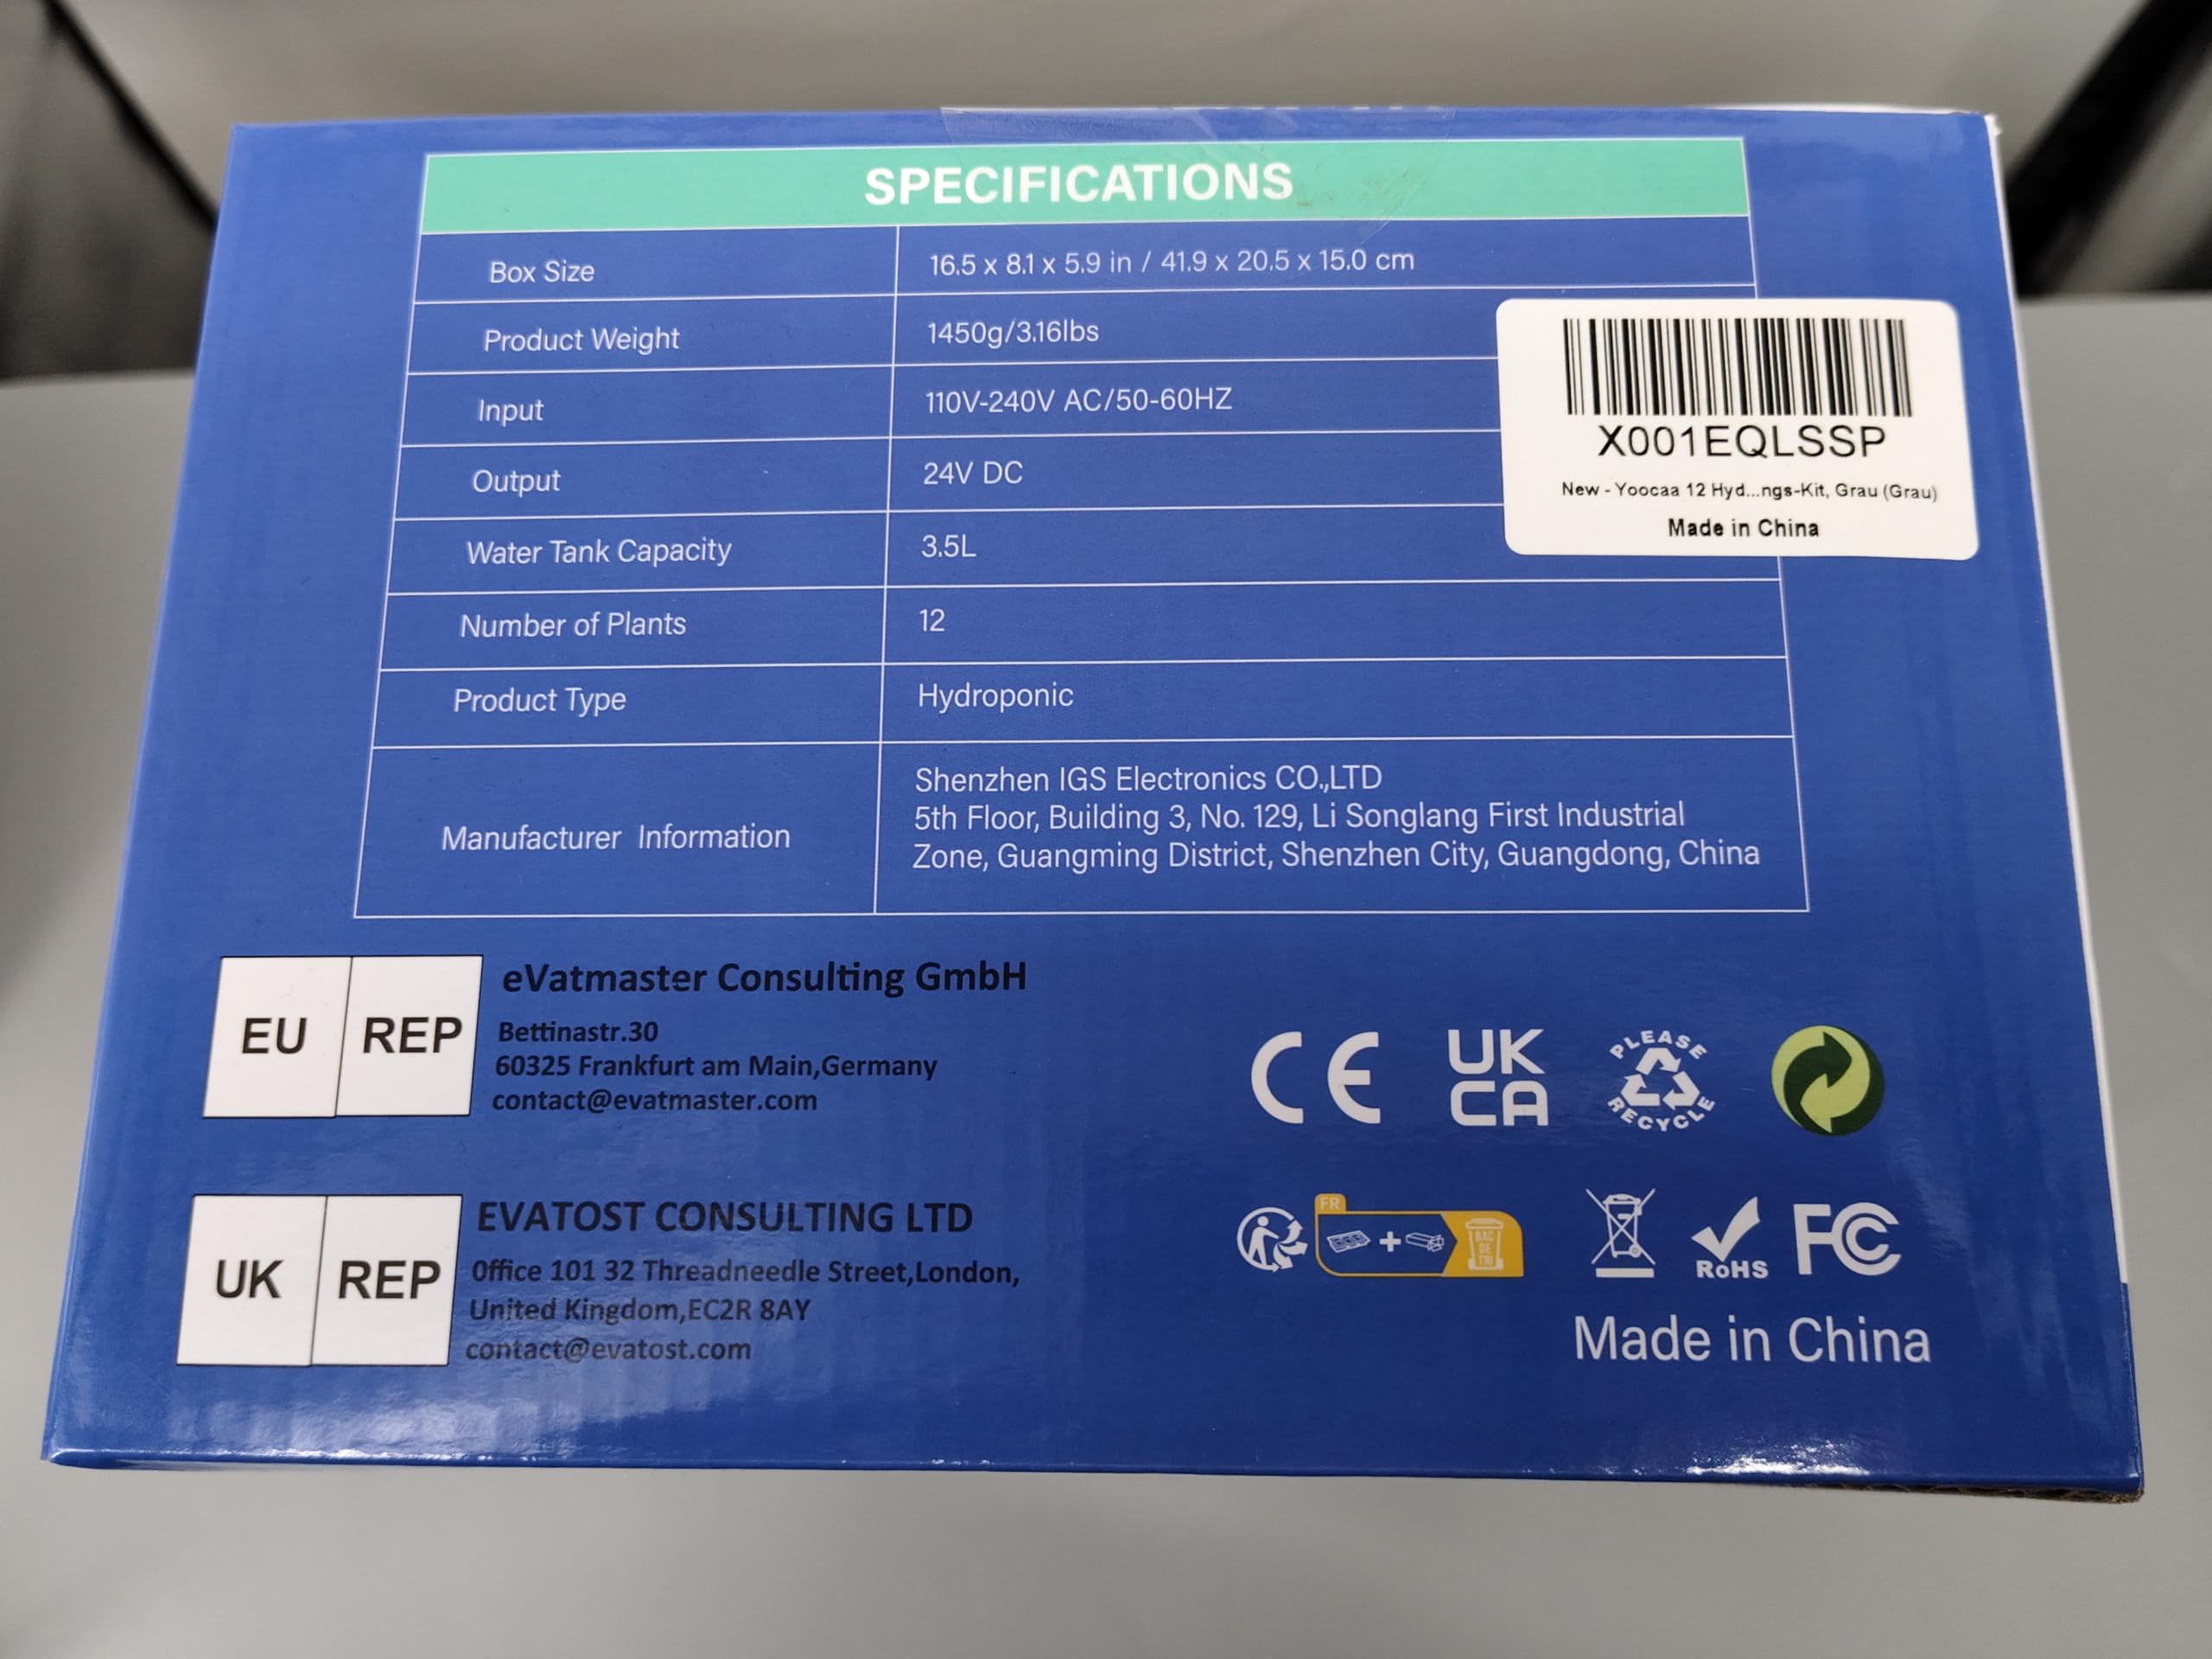 SPECIFICATIONS
Box Size 16.5 x 8.1 x 5.9 in / 41.9 x 20.5 x 15.0 cm
Product Weight 1450g/3.16lbs
Input 110V-240V AC/50-60HZ
Output 24V DC
Water Tank Capacity 3.5L
Number of Plants 12
Product Type Hydroponic
Manufacturer Information
Shenzhen IGS Electronics CO.,LTD
5th Floor, Building 3, No. 129, Li Songlang First Industrial
Zone, Guangming District, Shenzhen City, Guangdong, China
X001EQLSSP
New - Yoocaa 12 Hyd...ngs-Kit, Grau (Grau)
Made in China
EU REP
eVatmaster Consulting GmbH
Bettinastr.30
60325 Frankfurt am Main,Germany
contact@evatmaster.com
UK REP
EVATOST CONSULTING LTD
Office 101 32 Threadneedle Street,London,
United Kingdom,EC2R 8AY
contact@evatost.com
CE
UK
CA
PLEASE
RECYCLE
FR
BAC
DE
TRI
RoHS
FC
Made in China